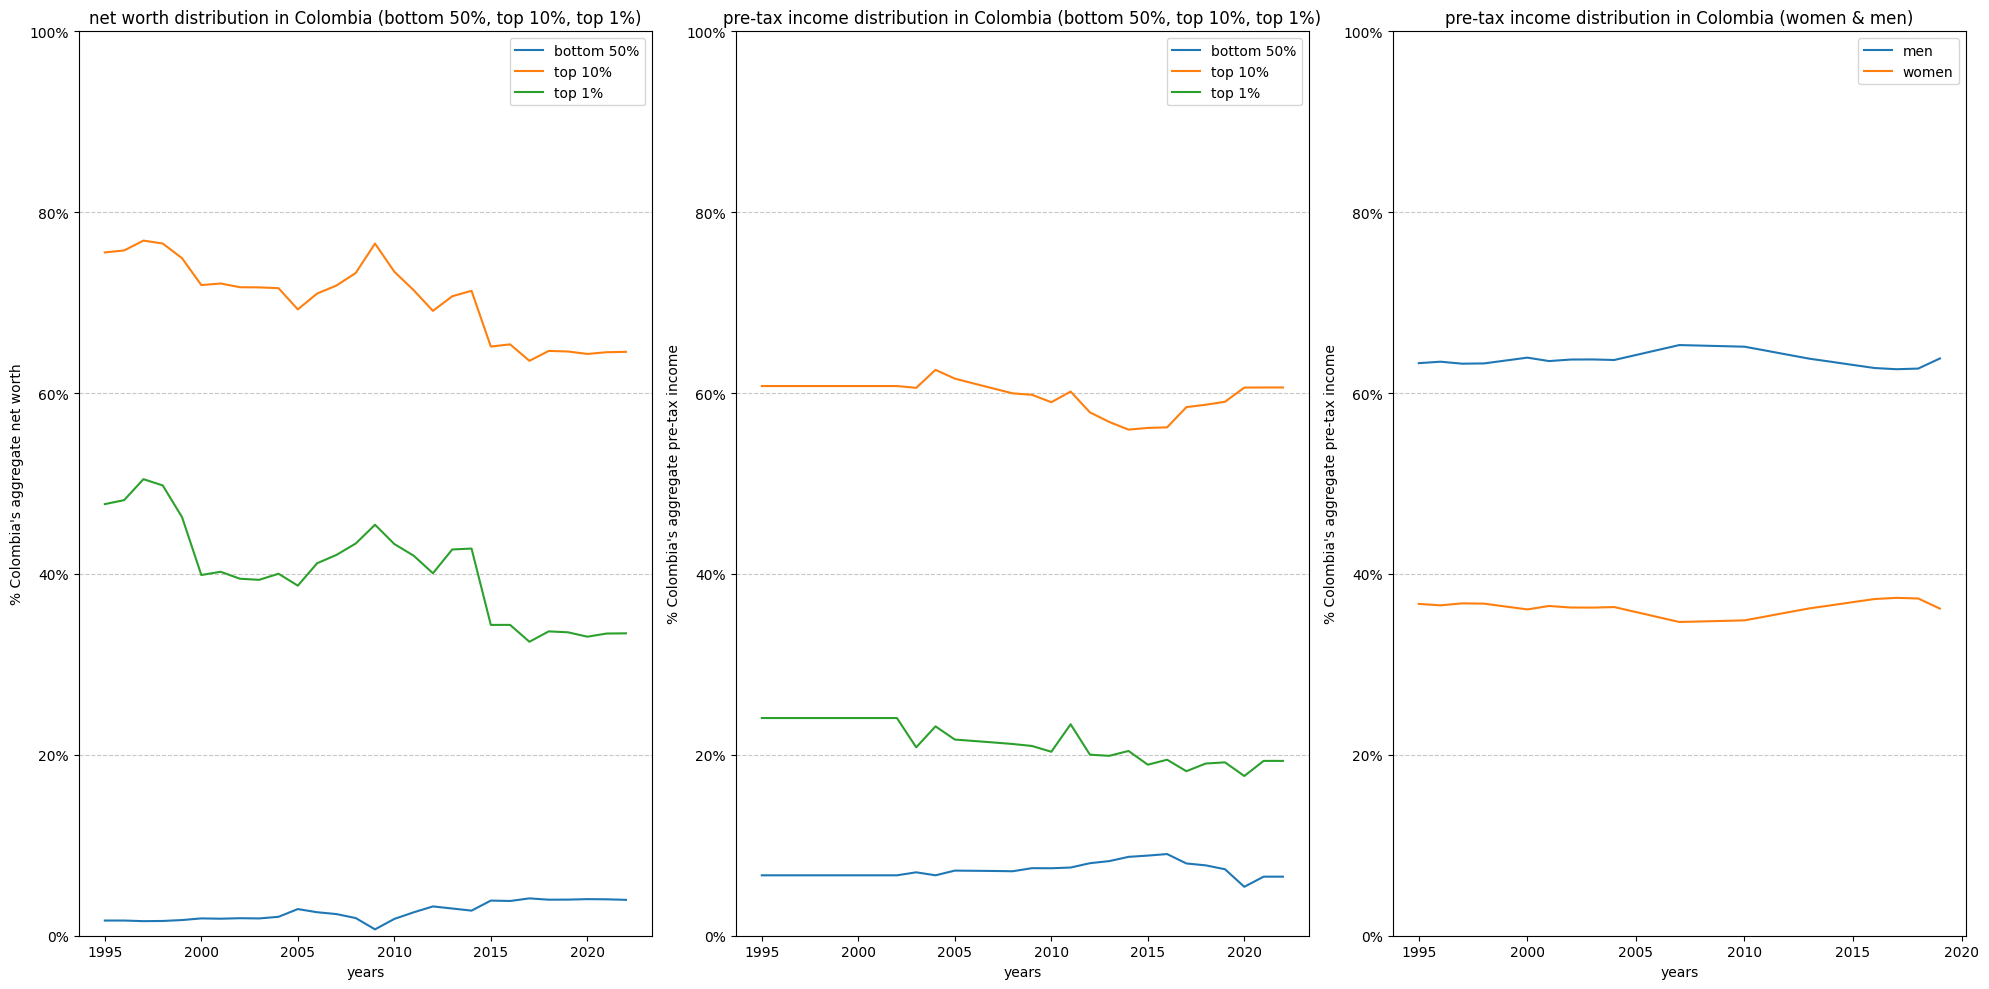 net worth distribution in Colombia (bottom 50%, top 10%, top 1%)
100%
80%
60%
40%
20%
0%
% Colombia's aggregate net worth
1995 2000 2005 2010 2015 2020
years
bottom 50%
top 10%
top 1%
pre-tax income distribution in Colombia (bottom 50%, top 10%, top 1%)
100%
80%
60%
40%
20%
0%
% Colombia's aggregate pre-tax income
1995 2000 2005 2010 2015 2020
years
bottom 50%
top 10%
top 1%
pre-tax income distribution in Colombia (women & men)
100%
80%
60%
40%
20%
0%
% Colombia's aggregate pre-tax income
1995 2000 2005 2010 2015 2020
years
men
women